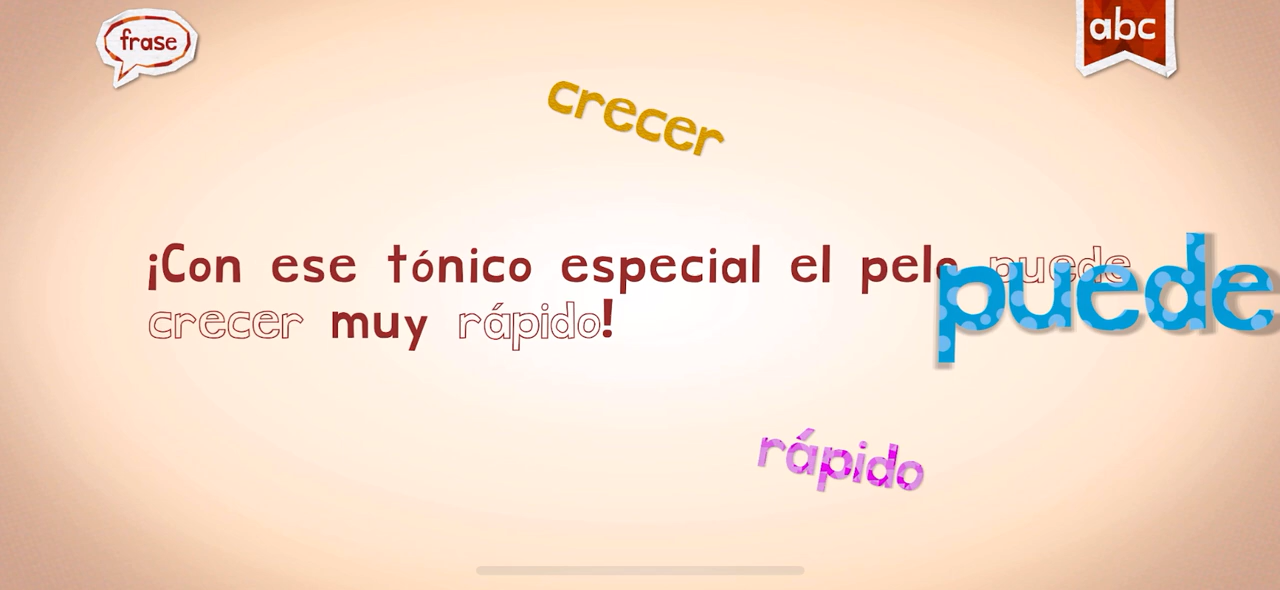 frase
abc
crecer
¡Con ese tónico especial el pelo puede
crecer muy rápido!
puede
rápido